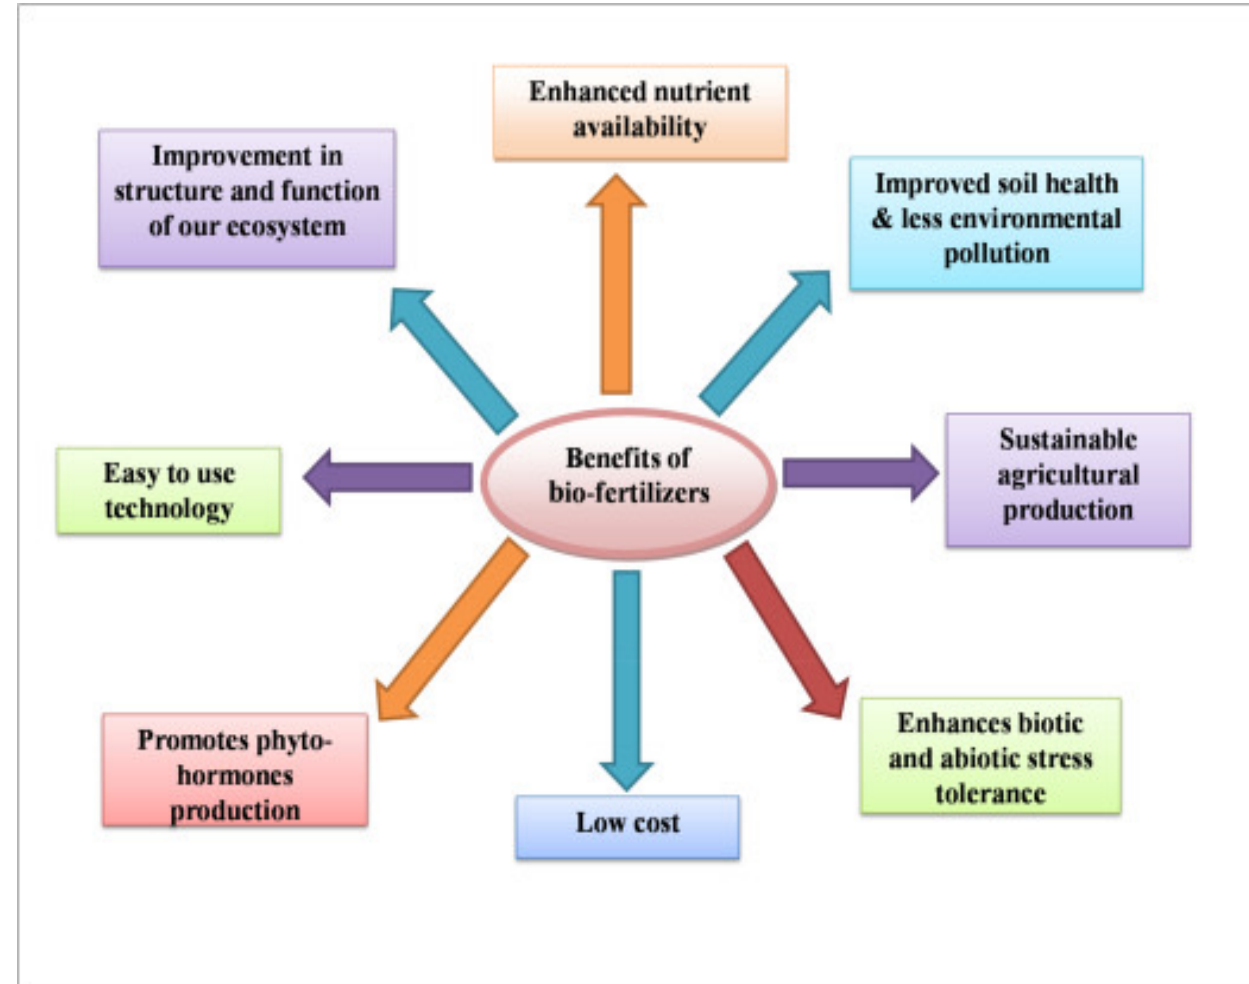 Enhanced nutrient
availability
Improvement in
structure and function
of our ecosystem
Improved soil health
& less environmental
pollution
Benefits of
bio-fertilizers
Easy to use
technology
Sustainable
agricultural
production
Promotes phyto-
hormones
production
Low cost
Enhances biotic
and abiotic stress
tolerance